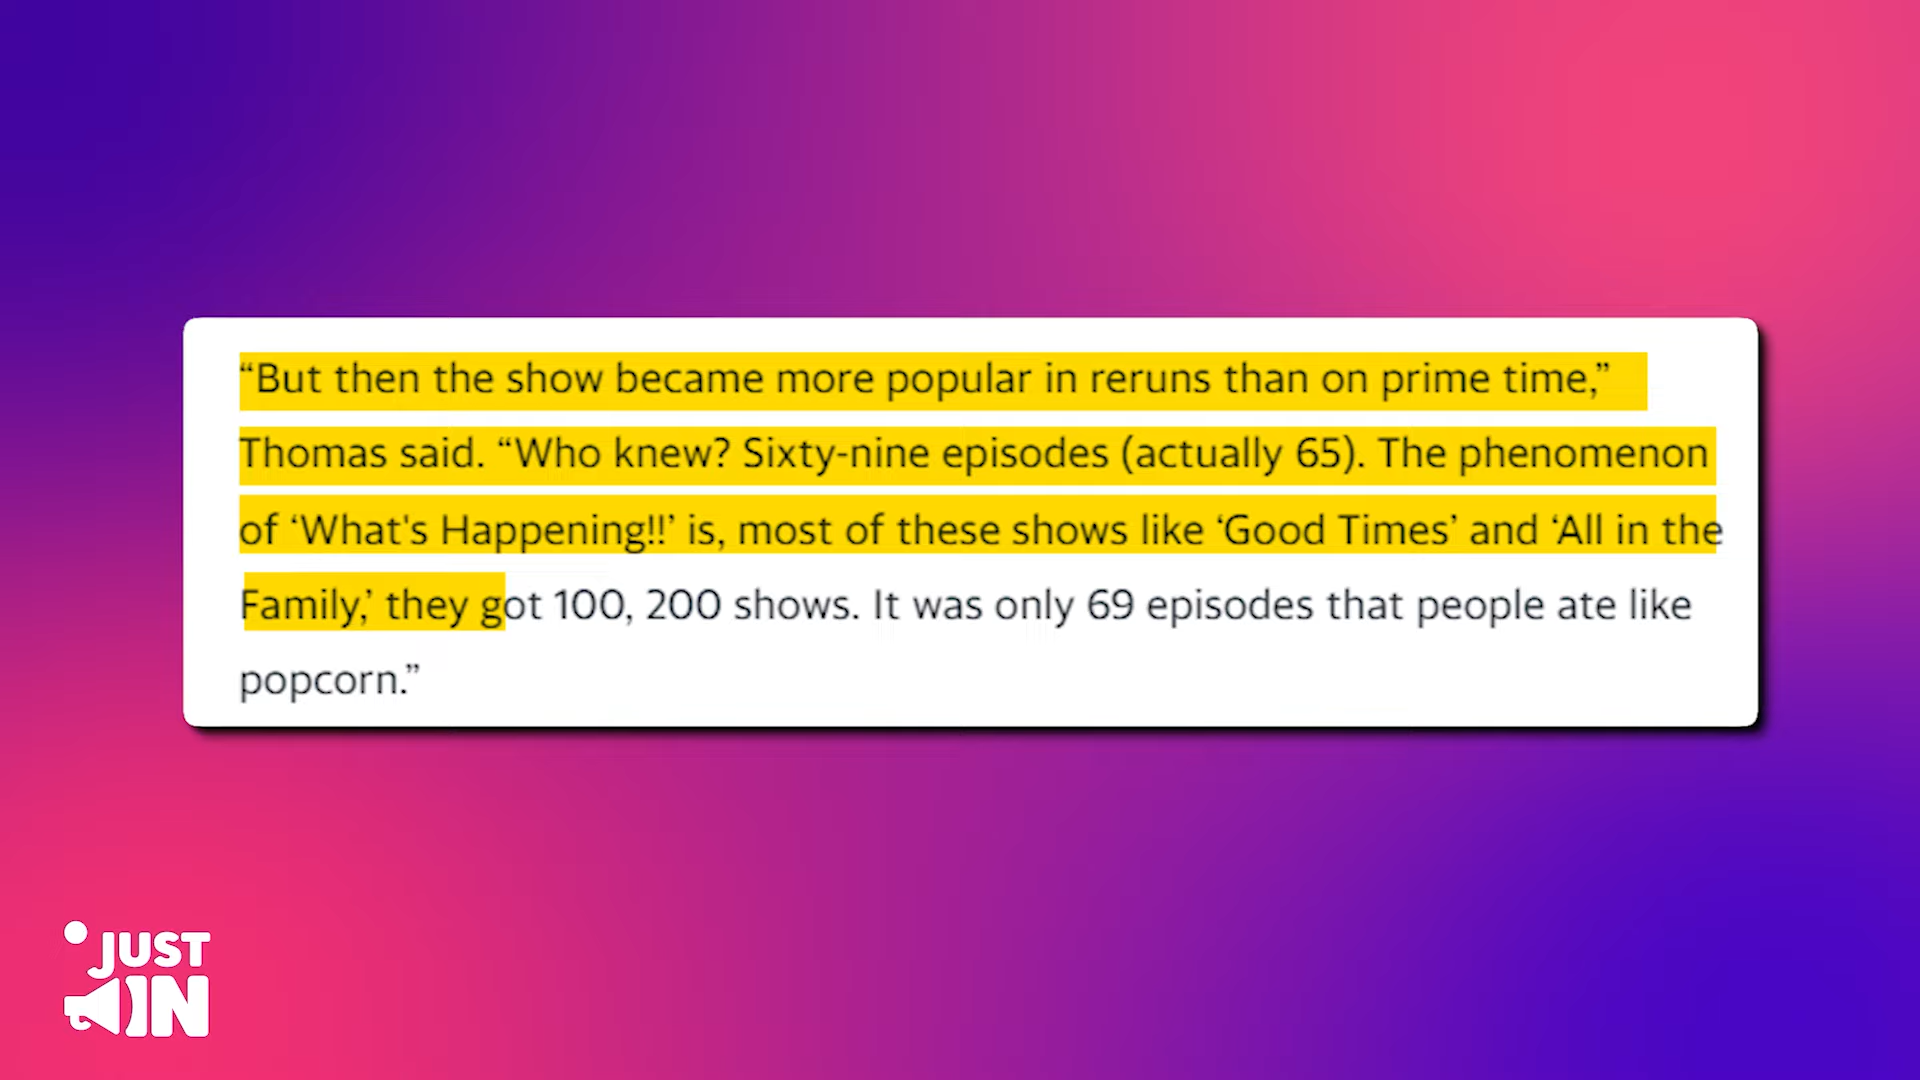 “But then the show became more popular in reruns than on prime time,”
Thomas said. “Who knew? Sixty-nine episodes (actually 65). The phenomenon
of ‘What's Happening!!’ is, most of these shows like ‘Good Times’ and ‘All in the
Family,’ they got 100, 200 shows. It was only 69 episodes that people ate like
popcorn.”
JUST
IN